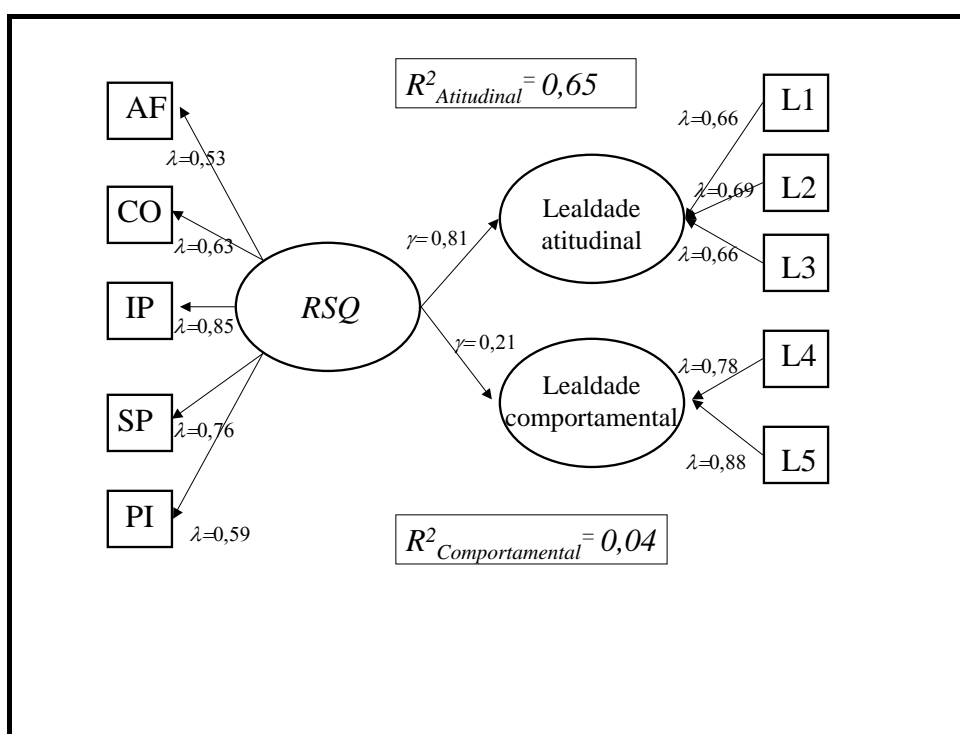 R²Atitudinal = 0,65
AF
λ=0,53
CO
λ=0,63
IP
λ=0,85
SP
λ=0,76
PI
λ=0,59
RSQ
γ=0,81
γ=0,21
Lealdade
atitudinal
Lealdade
comportamental
L1
λ=0,66
L2
λ=0,69
L3
λ=0,66
L4
λ=0,78
L5
λ=0,88
R²Comportamental = 0,04